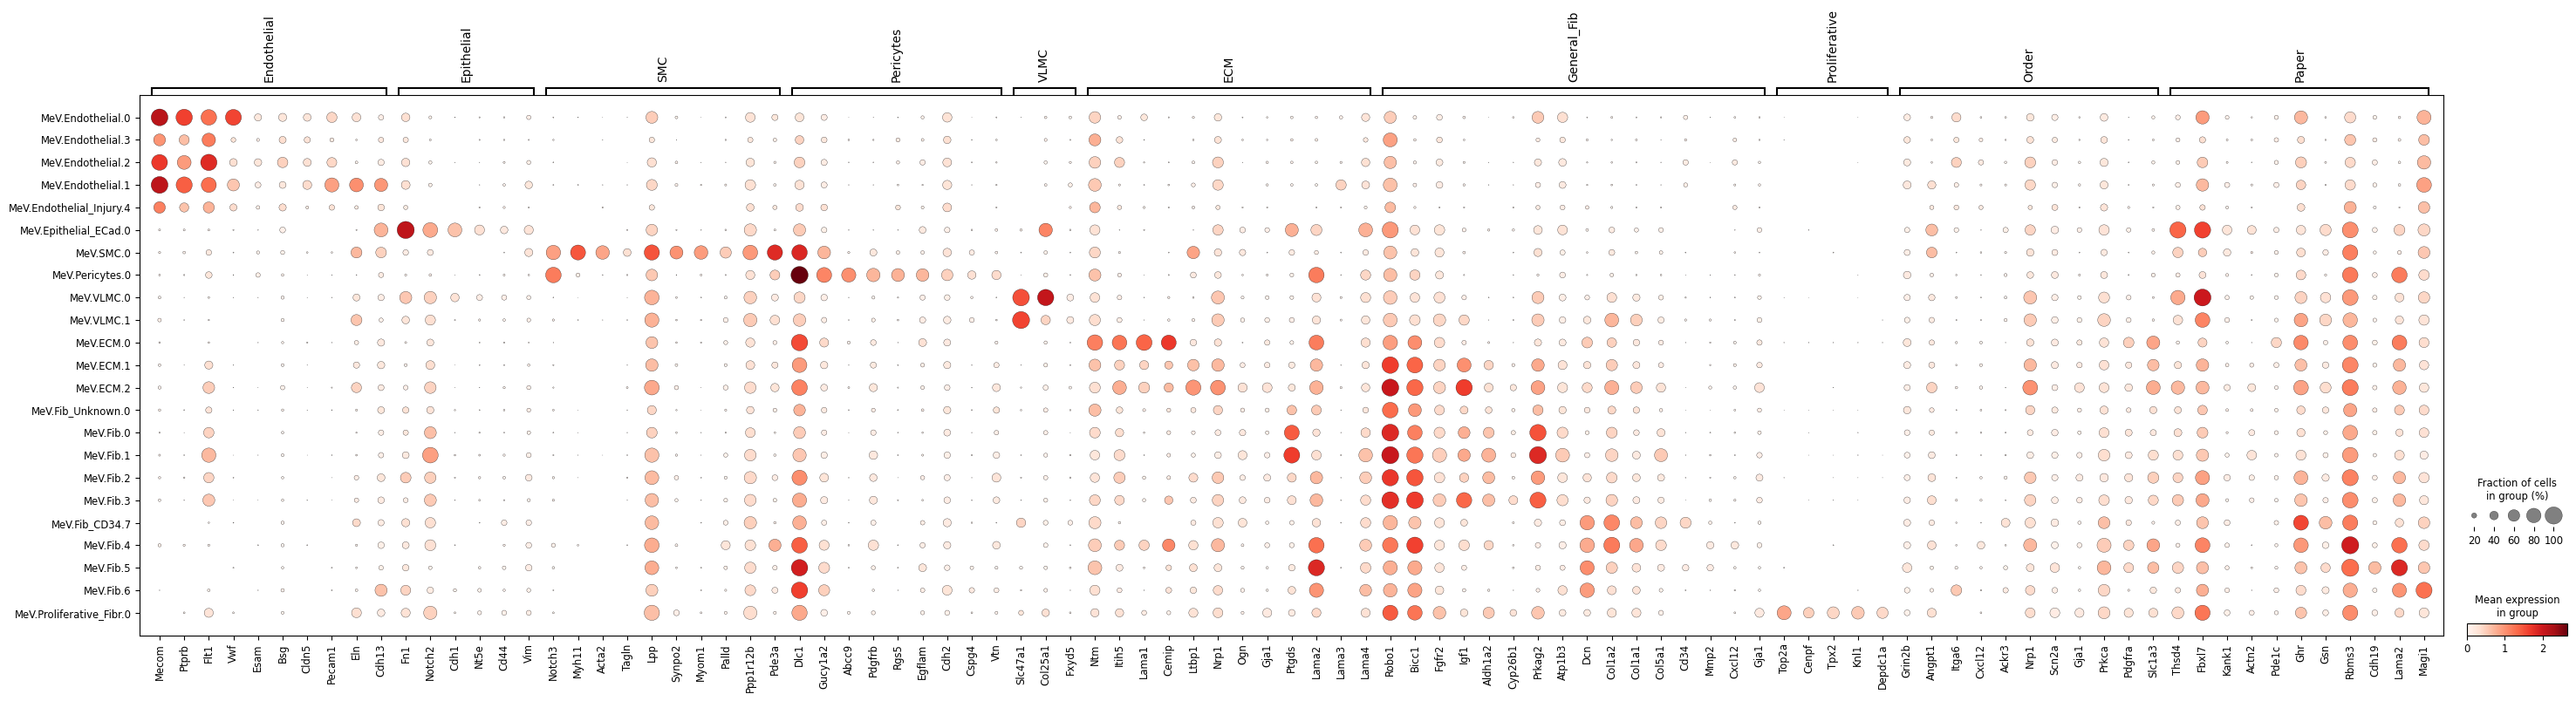 Endothelial
Epithelial
SMC
Pericytes
VLMC
ECM
General_Fib
Proliferative
Order
Paper
MeV.Endothelial.0
MeV.Endothelial.3
MeV.Endothelial.2
MeV.Endothelial.1
MeV.Endothelial_Injury.4
MeV.Epithelial_ECad.0
MeV.SMC.0
MeV.Pericytes.0
MeV.VLMC.0
MeV.VLMC.1
MeV.ECM.0
MeV.ECM.1
MeV.ECM.2
MeV.Fib_Unknown.0
MeV.Fib.0
MeV.Fib.1
MeV.Fib.2
MeV.Fib.3
MeV.Fib_CD34.7
MeV.Fib.4
MeV.Fib.5
MeV.Fib.6
MeV.Proliferative_Fibr.0
Mecom
Ptprb
Flt1
Vwf
Esam
Bsg
Cldn5
Pecam1
Eln
Cdh13
Fn1
Notch2
Cdh1
Nt5e
Cd44
Vim
Notch3
Myh11
Acta2
Tagln
Lpp
Synpo2
Myom1
Palld
Ppp1r12b
Pde3a
Dlc1
Gucy1a2
Abcc9
Pdgfrb
Rgs5
Egflam
Cdh2
Cspg4
Vtn
Slc47a1
Col25a1
Fxyd5
Ntm
Itih5
Lama1
Cemip
Ltbp1
Nrp1
Ogn
Gja1
Ptgds
Lama2
Lama3
Lama4
Robo1
Bicc1
Fgfr2
Igf1
Aldh1a2
Cyp26b1
Prkag2
Atp1b3
Dcn
Col1a2
Col1a1
Col5a1
Cd34
Mmp2
Cxcl12
Gja1
Top2a
Cenpf
Tpx2
Knl1
Depdc1a
Grin2b
Angpt1
Itga6
Cxcl12
Ackr3
Nrp1
Scn2a
Gja1
Prkca
Pdgfra
Slc1a3
Thsd4
Fbxl7
Kank1
Actn2
Pde1c
Ghr
Gsn
Rbms3
Cdh19
Lama2
Magi1
Fraction of cells
in group (%)
20 40 60 80 100
Mean expression
in group
0 1 2